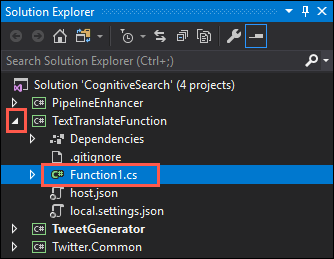 Solution Explorer
Search Solution Explorer (Ctrl+;)
Solution 'CognitiveSearch' (4 projects)
C# PipelineEnhancer
C# TextTranslateFunction
Dependencies
.gitignore
C# Function1.cs
host.json
local.settings.json
C# TweetGenerator
C# Twitter.Common